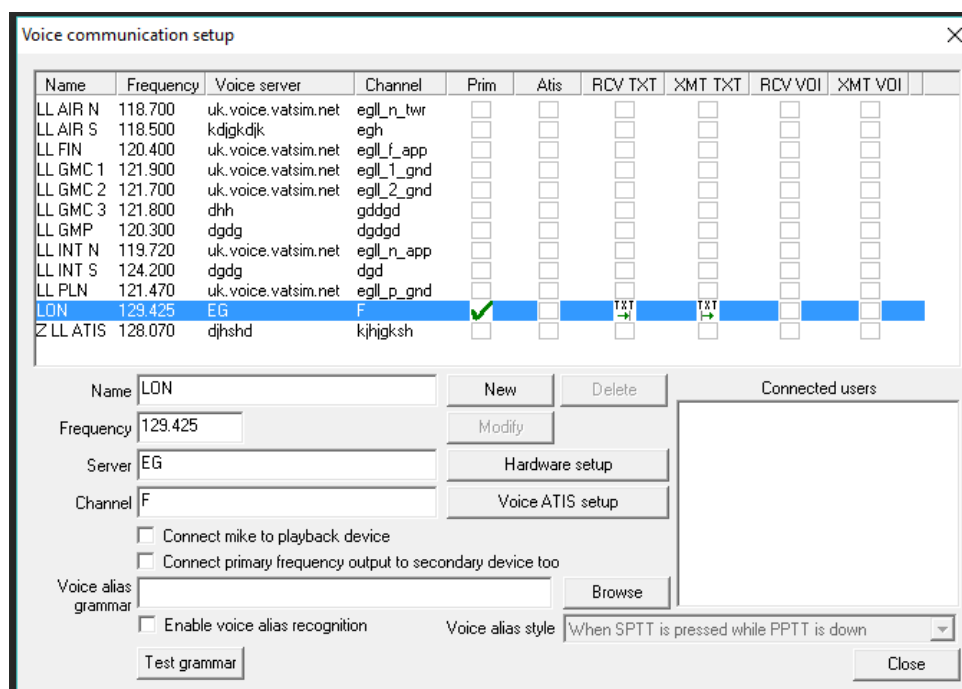 Voice communication setup
Name Frequency Voice server Channel Prim Atis RCV TXT XMT TXT RCV VOI XMT VOI
LL AIR N 118.700 uk.voice.vatsim.net egll_n_twr
LL AIR S 118.500 kdjgkdjk egh
LL FIN 120.400 uk.voice.vatsim.net egll_f_app
LL GMC 1 121.900 uk.voice.vatsim.net egll_1_gnd
LL GMC 2 121.700 uk.voice.vatsim.net egll_2_gnd
LL GMC 3 121.800 dhh gddgd
LL GMP 120.300 dgdg dgdgd
LL INT N 119.720 uk.voice.vatsim.net egll_n_app
LL INT S 124.200 dgdg dgd
LL PLN 121.470 uk.voice.vatsim.net egll_p_gnd
LON 129.425 EG F TXT TXT
Z LL ATIS 128.070 djhshd kjhjgksh
Name LON New Delete Connected users
Frequency 129.425 Modify
Server EG Hardware setup
Channel F Voice ATIS setup
Connect mike to playback device
Connect primary frequency output to secondary device too
Voice alias grammar Browse
Enable voice alias recognition Voice alias style When SPTT is pressed while PPTT is down
Test grammar Close